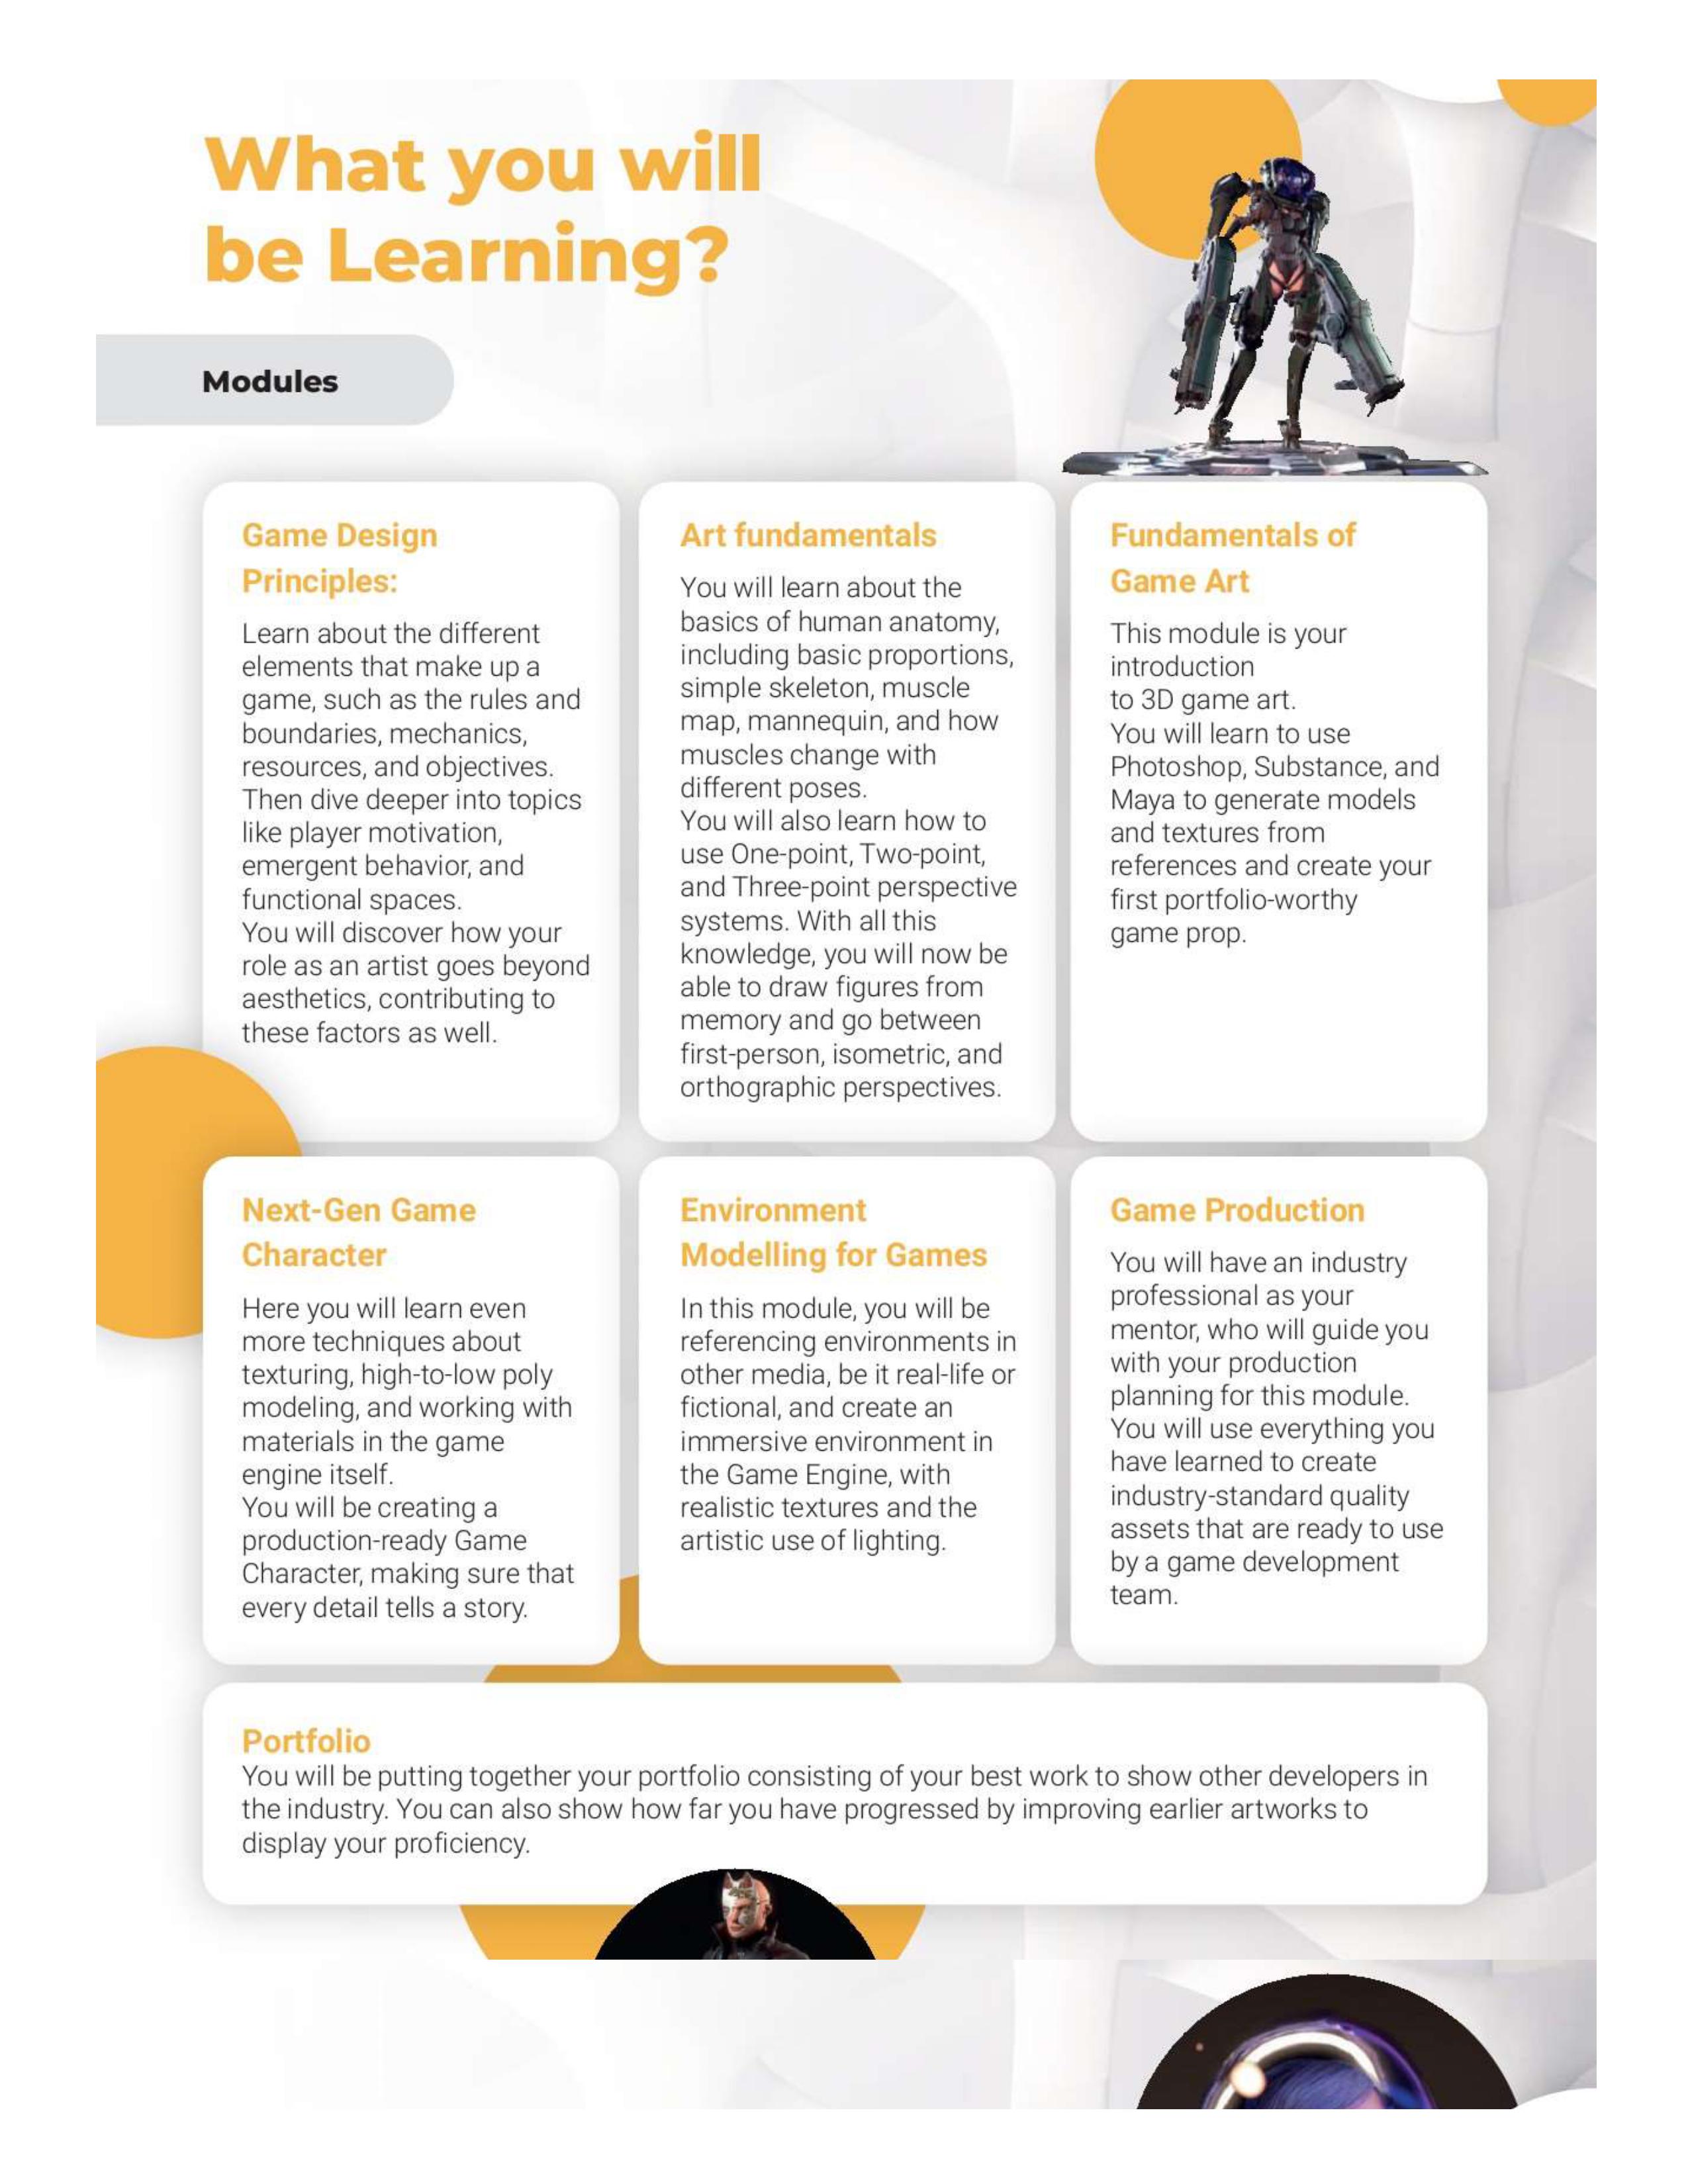 What you will
be Learning?
Modules
Game Design
Principles:
Learn about the different
elements that make up a
game, such as the rules and
boundaries, mechanics,
resources, and objectives.
Then dive deeper into topics
like player motivation,
emergent behavior, and
functional spaces.
You will discover how your
role as an artist goes beyond
aesthetics, contributing to
these factors as well.
Art fundamentals
You will learn about the
basics of human anatomy,
including basic proportions,
simple skeleton, muscle
map, mannequin, and how
muscles change with
different poses.
You will also learn how to
use One-point, Two-point,
and Three-point perspective
systems. With all this
knowledge, you will now be
able to draw figures from
memory and go between
first-person, isometric, and
orthographic perspectives.
Fundamentals of
Game Art
This module is your
introduction
to 3D game art.
You will learn to use
Photoshop, Substance, and
Maya to generate models
and textures from
references and create your
first portfolio-worthy
game prop.
Next-Gen Game
Character
Here you will learn even
more techniques about
texturing, high-to-low poly
modeling, and working with
materials in the game
engine itself.
You will be creating a
production-ready Game
Character, making sure that
every detail tells a story.
Environment
Modelling for Games
In this module, you will be
referencing environments in
other media, be it real-life or
fictional, and create an
immersive environment in
the Game Engine, with
realistic textures and the
artistic use of lighting.
Game Production
You will have an industry
professional as your
mentor, who will guide you
with your production
planning for this module.
You will use everything you
have learned to create
industry-standard quality
assets that are ready to use
by a game development
team.
Portfolio
You will be putting together your portfolio consisting of your best work to show other developers in
the industry. You can also show how far you have progressed by improving earlier artworks to
display your proficiency.